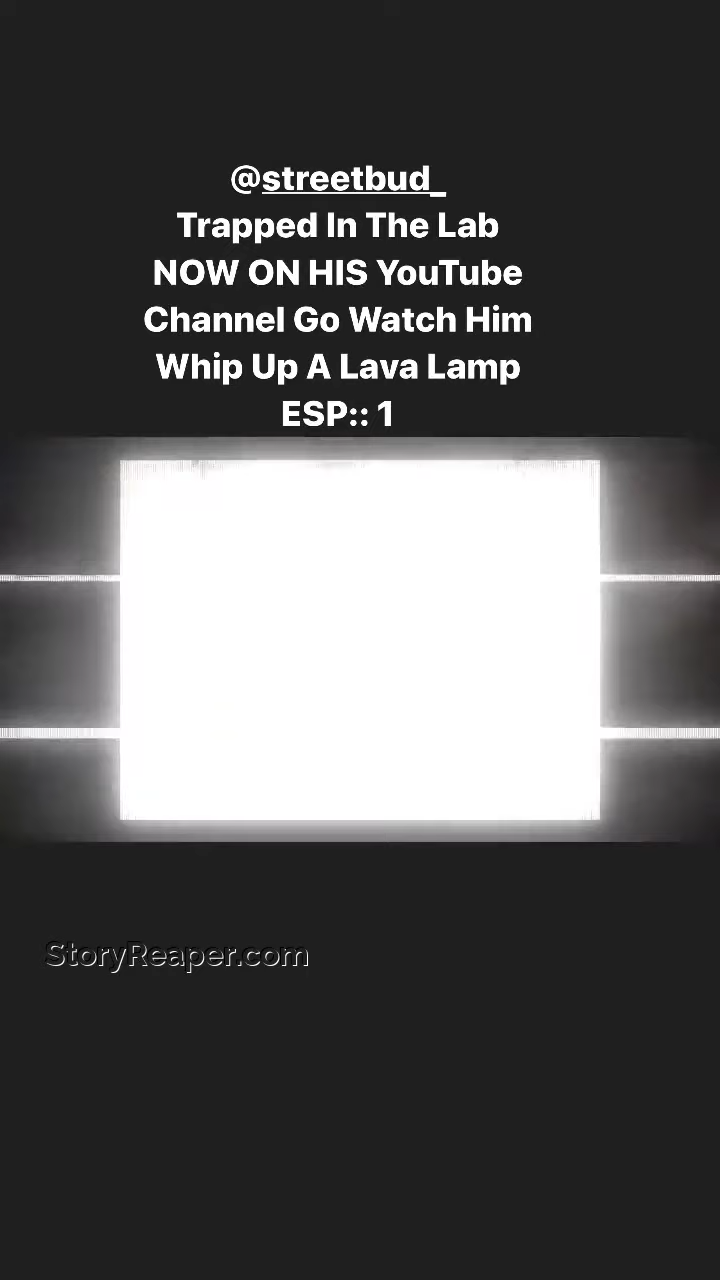 @streetbud_
Trapped In The Lab
NOW ON HIS YouTube
Channel Go Watch Him
Whip Up A Lava Lamp
ESP:: 1
StoryReaper.com